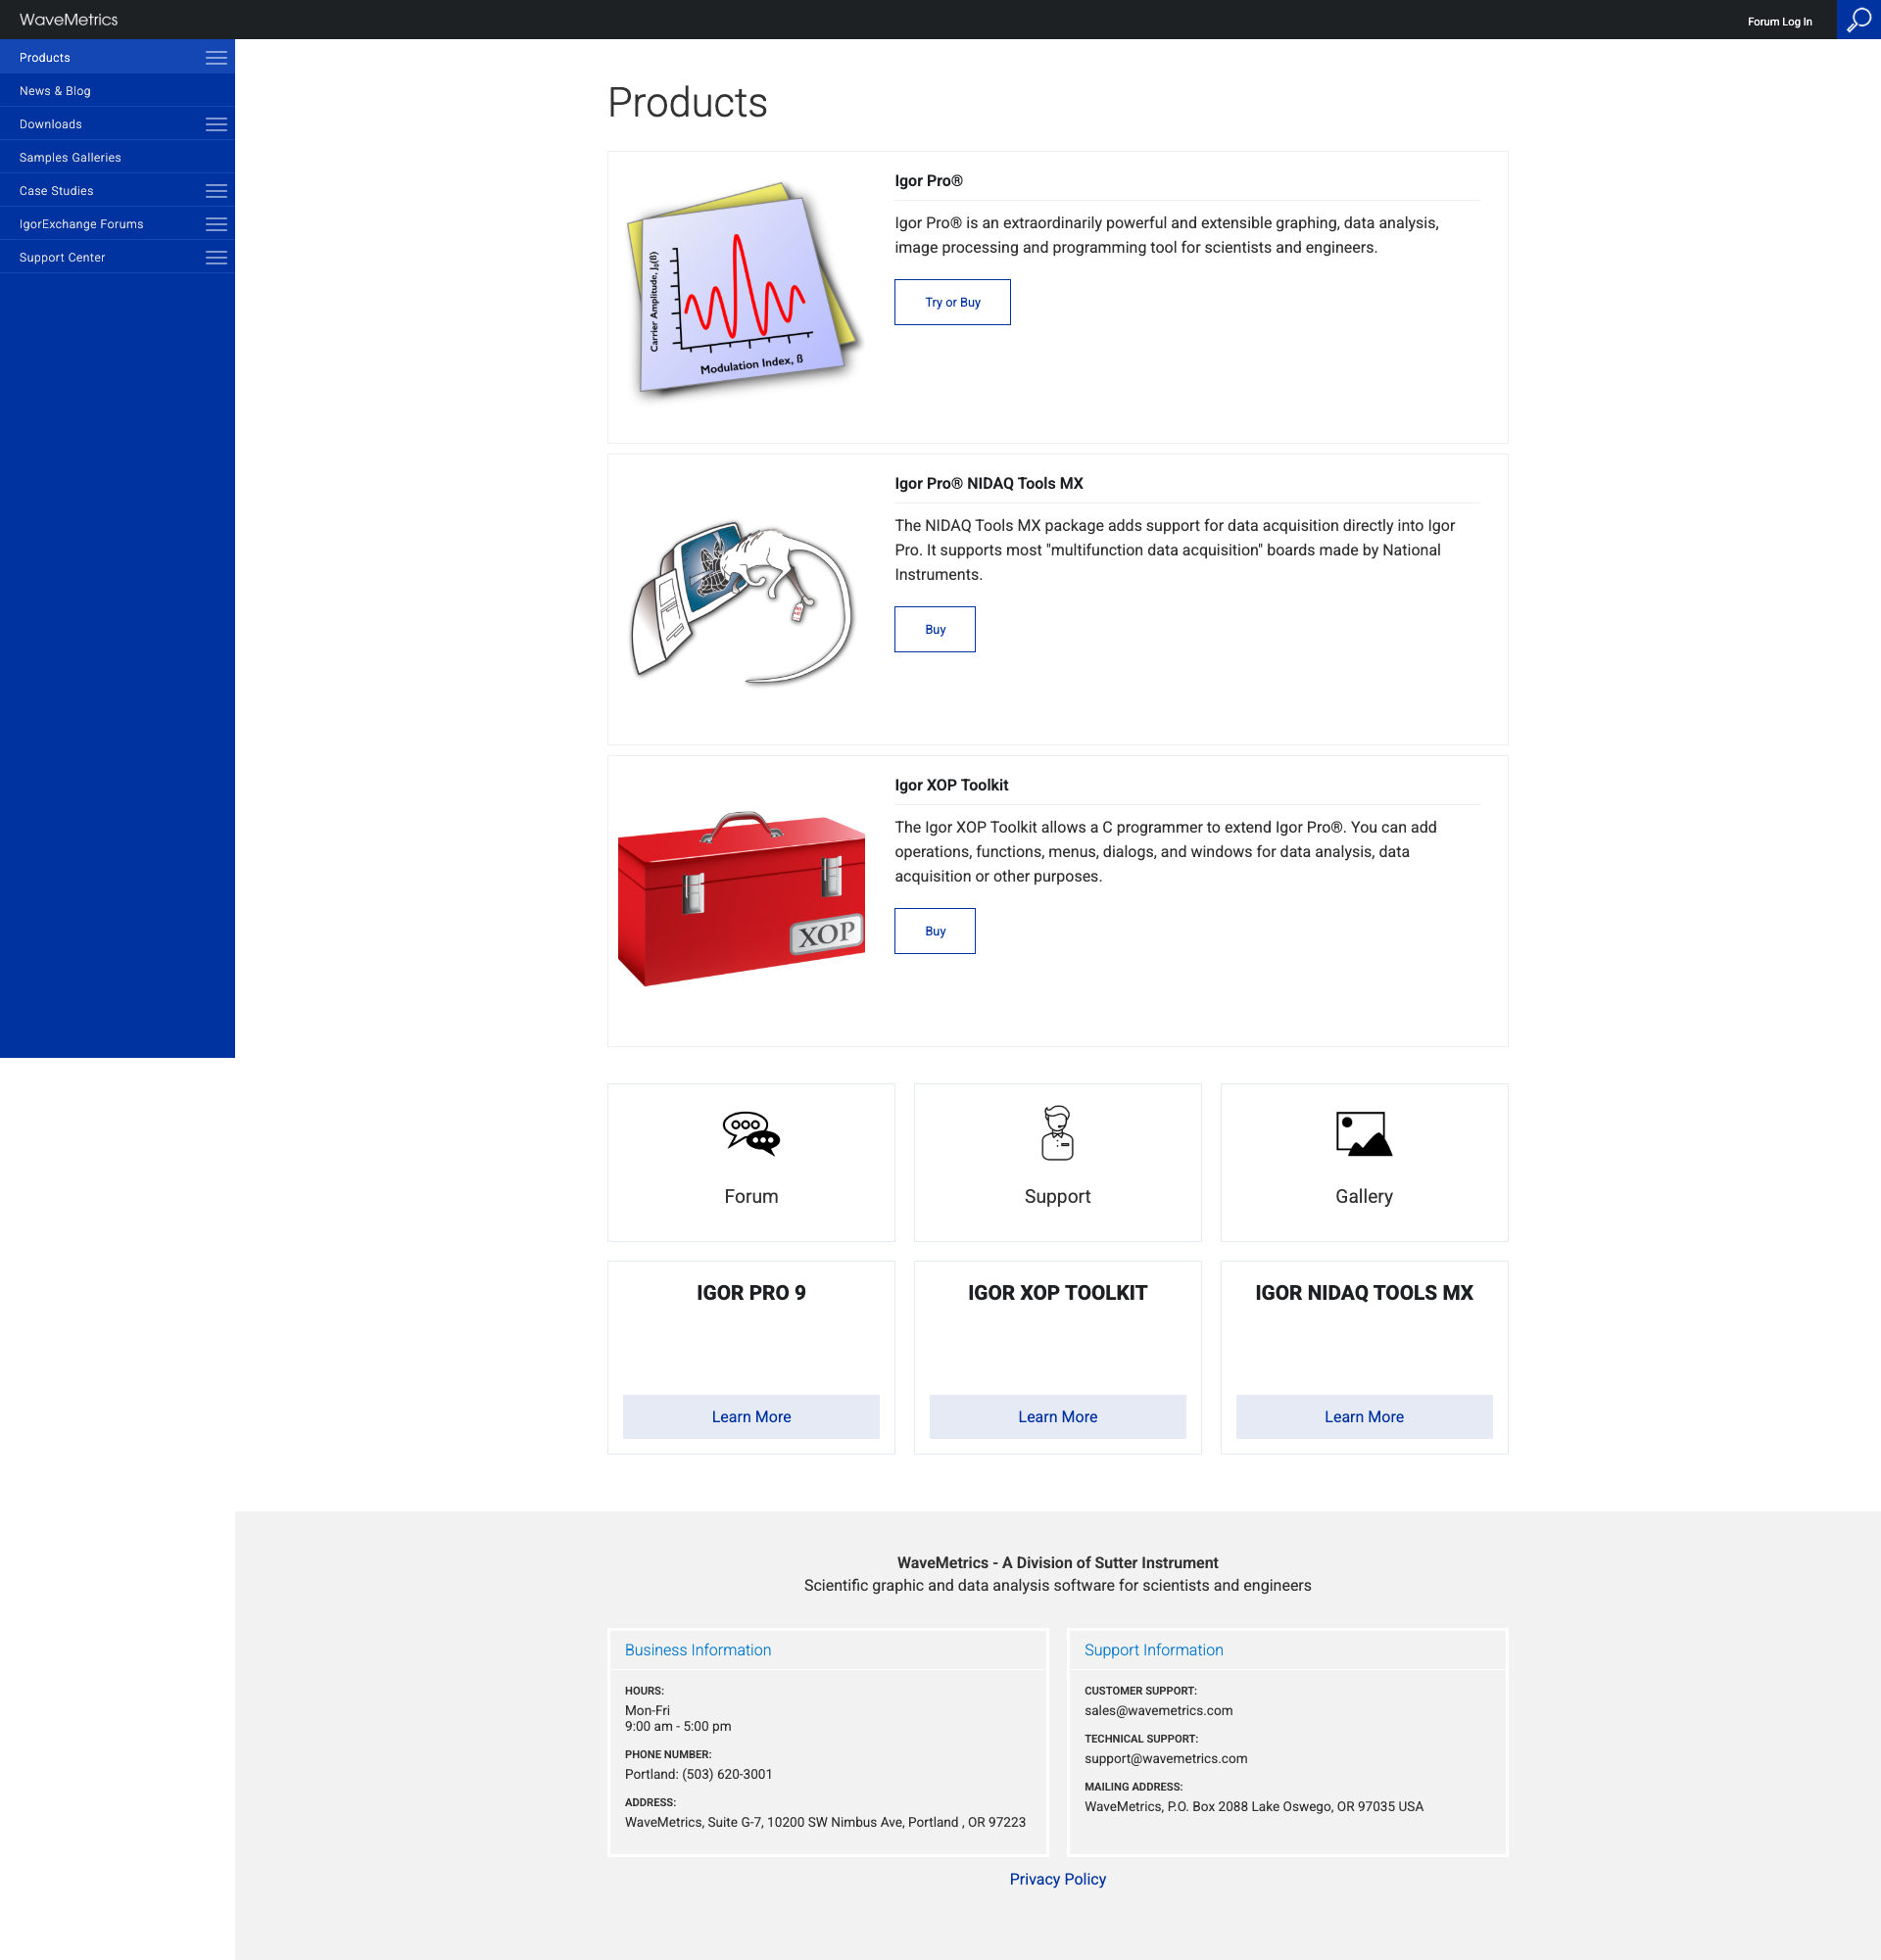 WaveMetrics
Forum Log In
Products
News & Blog
Downloads
Samples Galleries
Case Studies
IgorExchange Forums
Support Center
Products
Carrier Amplitude, J₀(ß)
Modulation Index, ß
Igor Pro®
Igor Pro® is an extraordinarily powerful and extensible graphing, data analysis,
image processing and programming tool for scientists and engineers.
Try or Buy
Igor Pro® NIDAQ Tools MX
The NIDAQ Tools MX package adds support for data acquisition directly into Igor
Pro. It supports most "multifunction data acquisition" boards made by National
Instruments.
Buy
XOP
Igor XOP Toolkit
The Igor XOP Toolkit allows a C programmer to extend Igor Pro®. You can add
operations, functions, menus, dialogs, and windows for data analysis, data
acquisition or other purposes.
Buy
Forum
Support
Gallery
IGOR PRO 9
Learn More
IGOR XOP TOOLKIT
Learn More
IGOR NIDAQ TOOLS MX
Learn More
WaveMetrics - A Division of Sutter Instrument
Scientific graphic and data analysis software for scientists and engineers
Business Information
HOURS:
Mon-Fri
9:00 am - 5:00 pm
PHONE NUMBER:
Portland: (503) 620-3001
ADDRESS:
WaveMetrics, Suite G-7, 10200 SW Nimbus Ave, Portland , OR 97223
Support Information
CUSTOMER SUPPORT:
sales@wavemetrics.com
TECHNICAL SUPPORT:
support@wavemetrics.com
MAILING ADDRESS:
WaveMetrics, P.O. Box 2088 Lake Oswego, OR 97035 USA
Privacy Policy